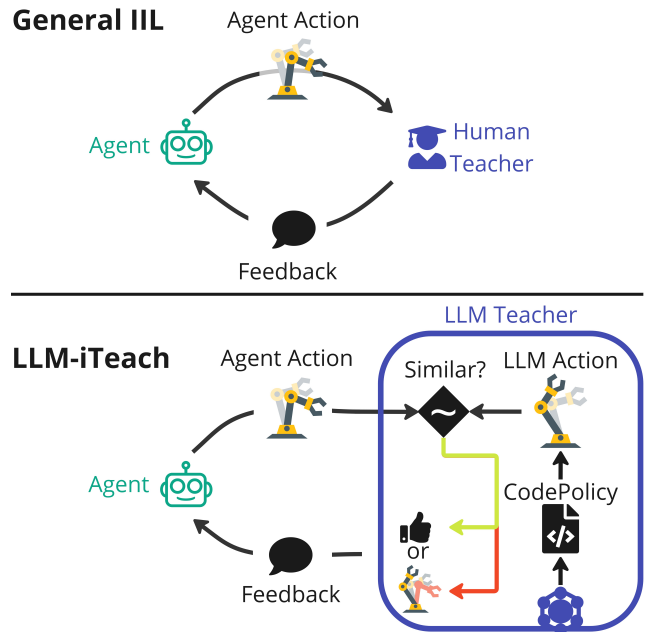 General IIL
Agent Action
Agent
Human
Teacher
Feedback
LLM Teacher
LLM-iTeach
Agent Action
Similar?
LLM Action
~
Agent
CodePolicy
</>
or
Feedback